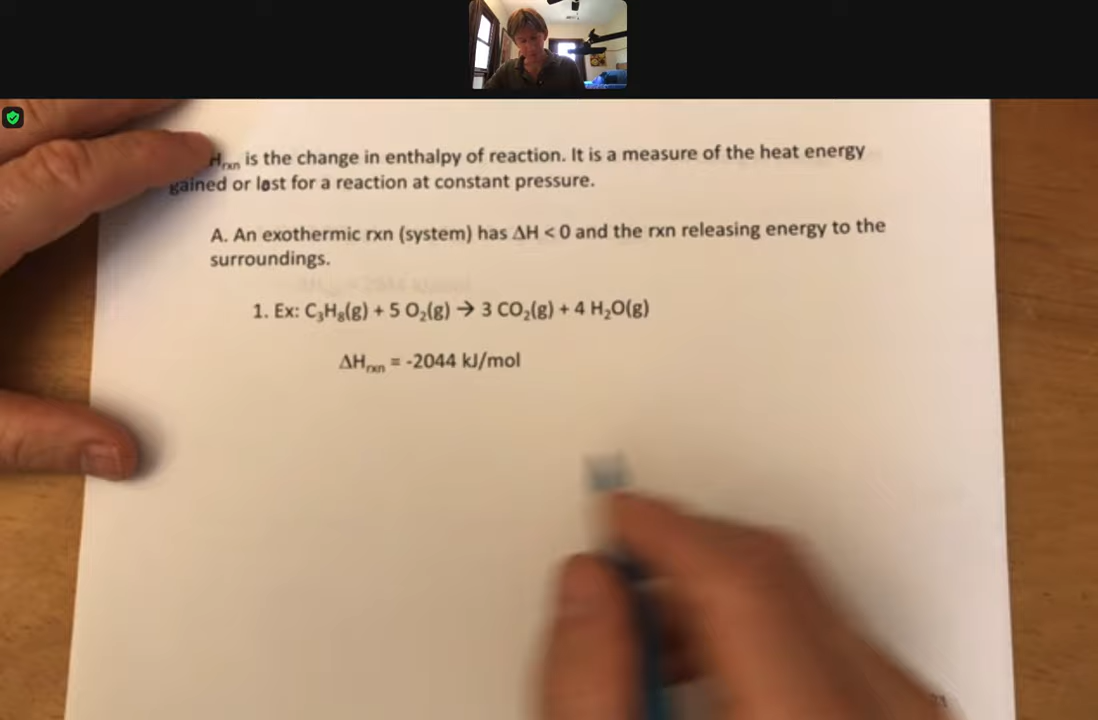 Hrxn is the change in enthalpy of reaction. It is a measure of the heat energy
gained or lost for a reaction at constant pressure.
A. An exothermic rxn (system) has ΔH < 0 and the rxn releasing energy to the
surroundings.
1. Ex: C₃H₈(g) + 5 O₂(g) → 3 CO₂(g) + 4 H₂O(g)
ΔHrxn = -2044 kJ/mol